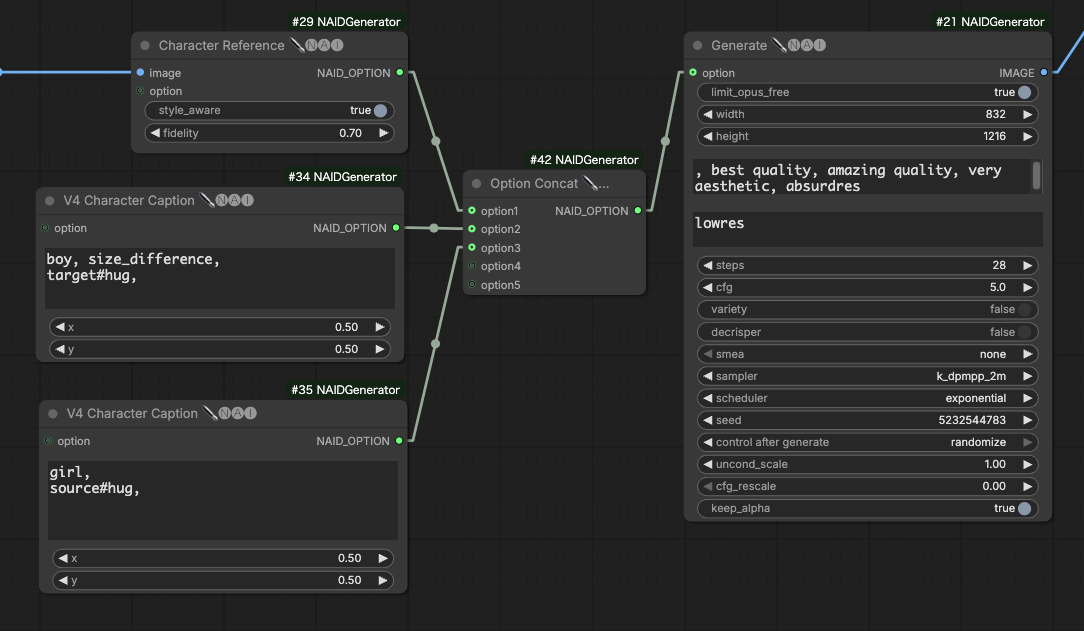 #29 NAIDGenerator
Character Reference NAI
image NAID_OPTION
option
style_aware true
fidelity 0.70
#34 NAIDGenerator
V4 Character Caption NAI
option NAID_OPTION
boy, size_difference,
target#hug,
x 0.50
y 0.50
#35 NAIDGenerator
V4 Character Caption NAI
option NAID_OPTION
girl,
source#hug,
x 0.50
y 0.50
#42 NAIDGenerator
Option Concat ...
option1 NAID_OPTION
option2
option3
option4
option5
#21 NAIDGenerator
Generate NAI
option IMAGE
limit_opus_free true
width 832
height 1216
, best quality, amazing quality, very
aesthetic, absurdres
lowres
steps 28
cfg 5.0
variety false
decrisper false
smea none
sampler k_dpmpp_2m
scheduler exponential
seed 5232544783
control after generate randomize
uncond_scale 1.00
cfg_rescale 0.00
keep_alpha true